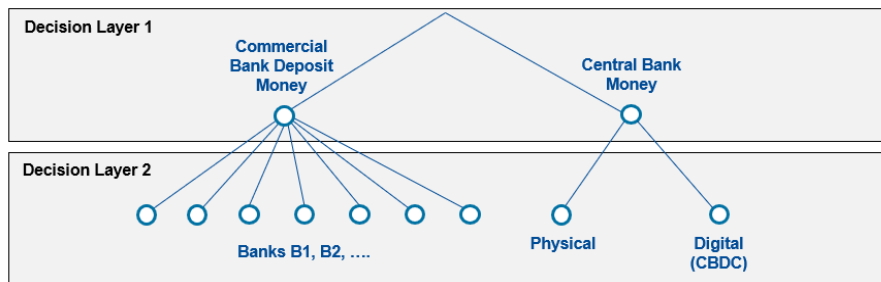 Decision Layer 1
Commercial
Bank Deposit
Money
Central Bank
Money
Decision Layer 2
Banks B1, B2, ….
Physical
Digital
(CBDC)